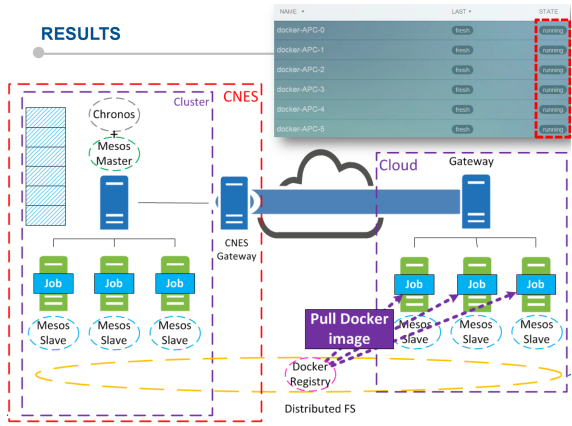 RESULTS
NAME LAST STATE
docker-APC-0 fresh running
docker-APC-1 fresh running
docker-APC-2 fresh running
docker-APC-3 fresh running
docker-APC-4 fresh running
docker-APC-5 fresh running
Cluster
CNES
Chronos
+
Mesos
Master
CNES
Gateway
Cloud
Gateway
Job
Job
Job
Job
Job
Job
Mesos
Slave
Mesos
Slave
Mesos
Slave
Pull Docker
image
Mesos
Slave
Mesos
Slave
Mesos
Slave
Docker
Registry
Distributed FS